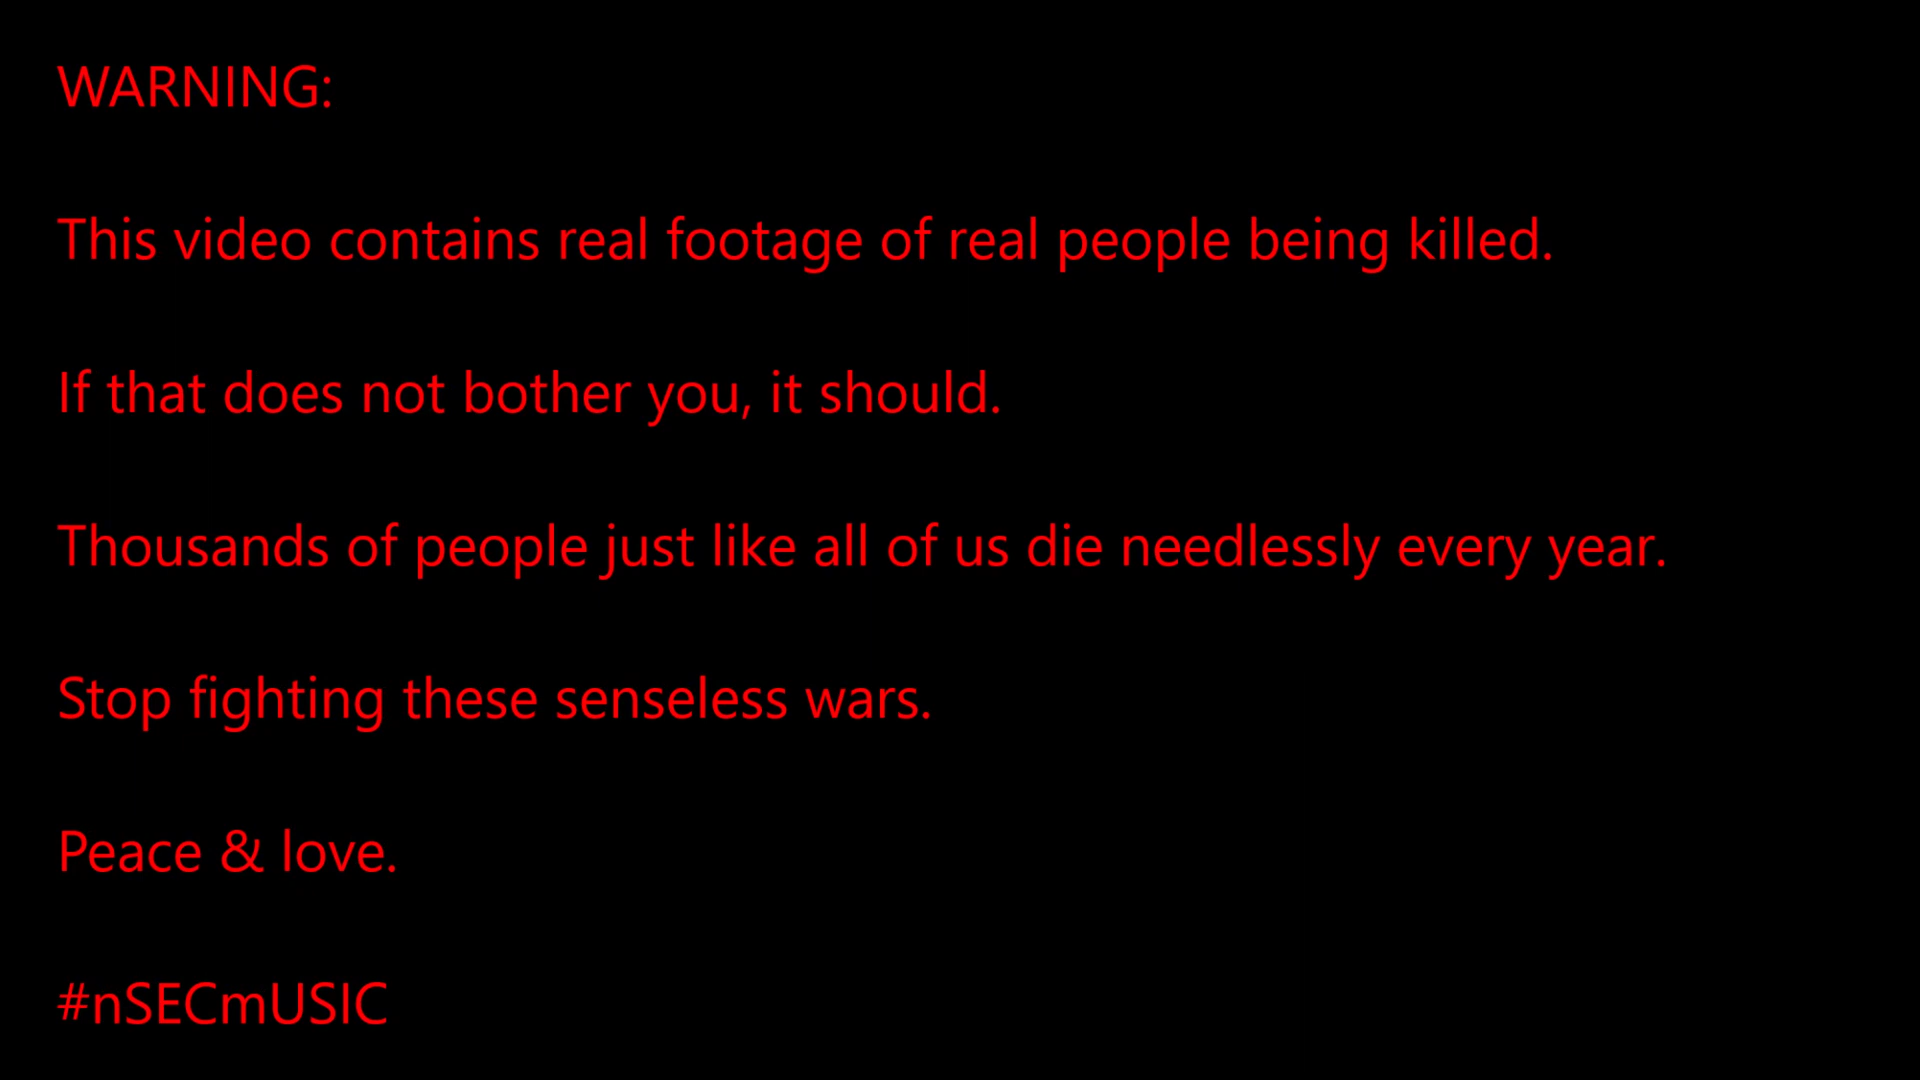 WARNING:
This video contains real footage of real people being killed.
If that does not bother you, it should.
Thousands of people just like all of us die needlessly every year.
Stop fighting these senseless wars.
Peace & love.
#nSECmUSIC